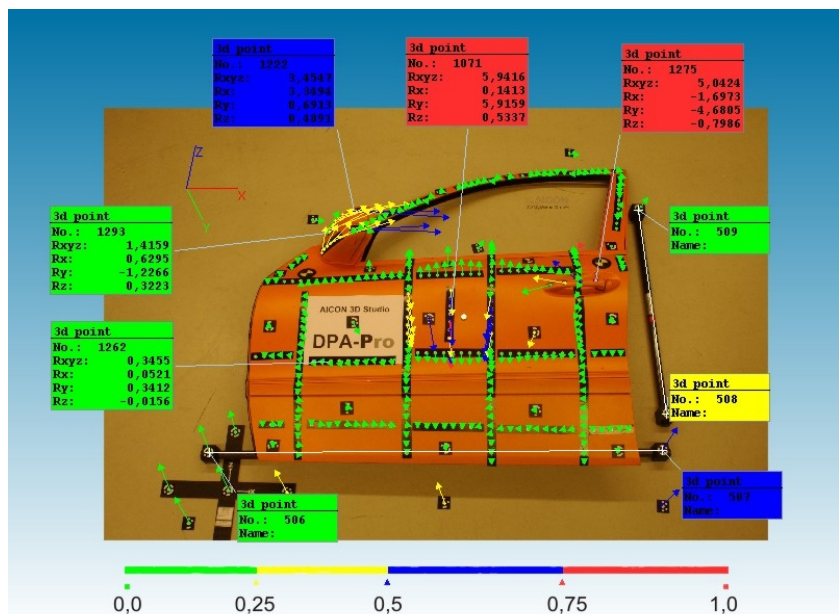 3d point
No.: 1222
Rxyz: 3,4547
Rx: 3,3494
Ry: 0,6913
Rz: 0,4891
3d point
No.: 1071
Rxyz: 5,9416
Rx: 0,1413
Ry: 5,9159
Rz: 0,5337
3d point
No.: 1275
Rxyz: 5,0424
Rx: -1,6973
Ry: -4,6805
Rz: -0,7986
Z
X
Y
3d point
No.: 1293
Rxyz: 1,4159
Rx: 0,6295
Ry: -1,2266
Rz: 0,3223
3d point
No.: 509
Name:
AICON 3D Studio
DPA-Pro
3d point
No.: 1262
Rxyz: 0,3455
Rx: 0,0521
Ry: 0,3412
Rz: -0,0156
3d point
No.: 508
Name:
3d point
No.: 507
Name:
3d point
No.: 506
Name:
0,0 0,25 0,5 0,75 1,0